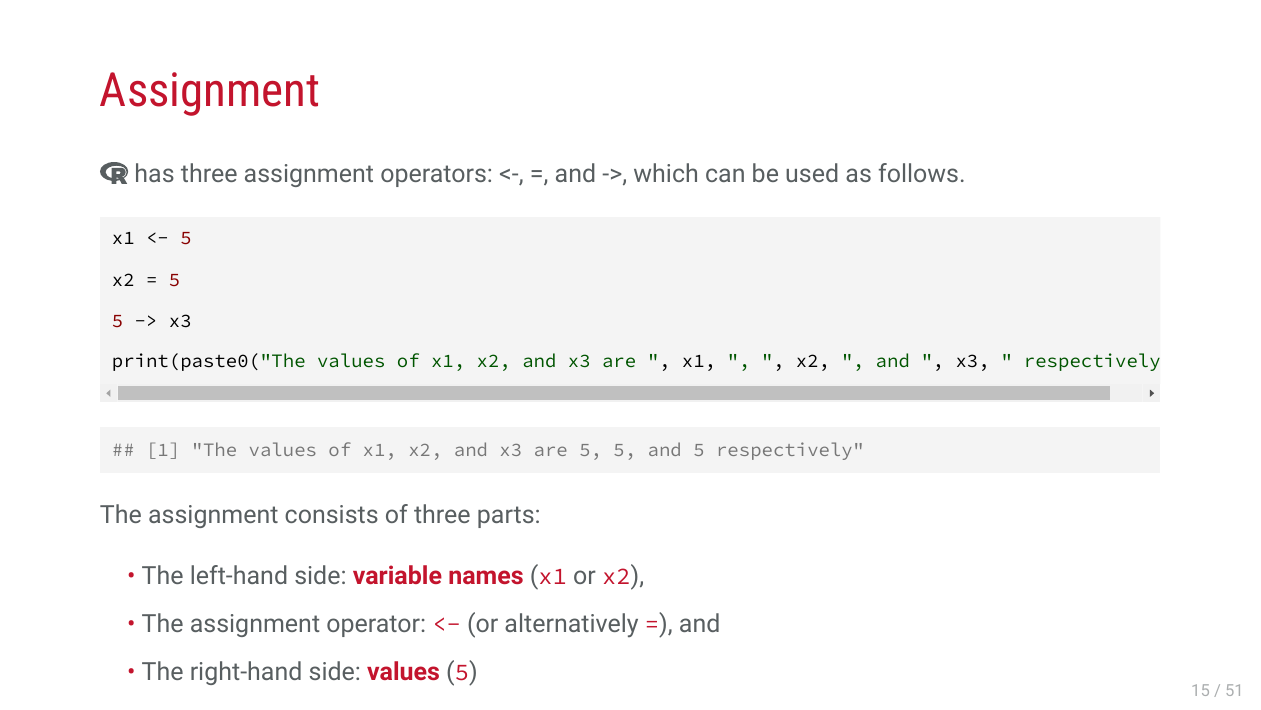 Assignment
R has three assignment operators: <-, =, and ->, which can be used as follows.
x1 <- 5
x2 = 5
5 -> x3
print(paste0("The values of x1, x2, and x3 are ", x1, ", ", x2, ", and ", x3, " respectively
## [1] "The values of x1, x2, and x3 are 5, 5, and 5 respectively"
The assignment consists of three parts:
• The left-hand side: variable names (x1 or x2),
• The assignment operator: <- (or alternatively =), and
• The right-hand side: values (5)
15 / 51